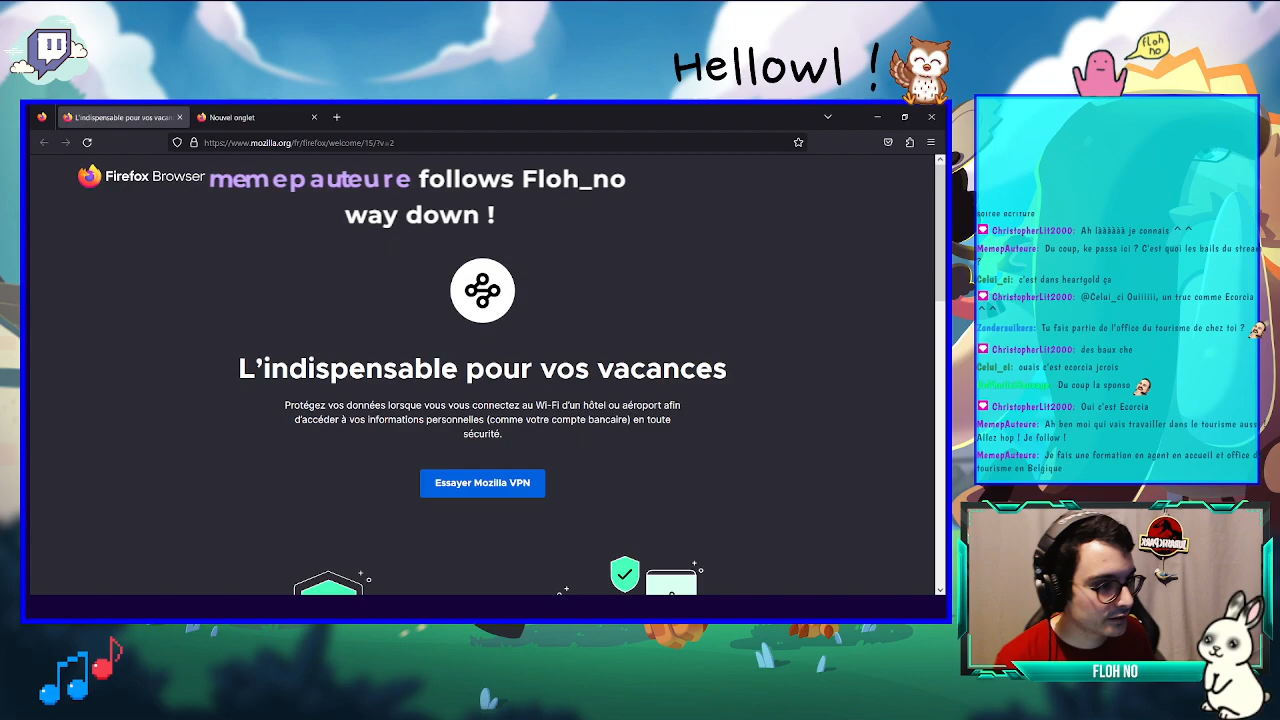 Hellowl !
floh
no
L'indispensable pour vos vacan
Nouvel onglet
https://www.mozilla.org/fr/firefox/welcome/15/?v=2
Firefox Browser
memepauteure follows Floh_no
way down !
L'indispensable pour vos vacances
Protégez vos données lorsque vous vous connectez au Wi-Fi d'un hôtel ou aéroport afin
d'accéder à vos informations personnelles (comme votre compte bancaire) en toute
sécurité.
Essayer Mozilla VPN
soirée écriture
ChristopherLit2000: Ah lààààà je connais ^^
MemepAuteure: Du coup, ke passa ici ? C'est quoi les bails du strea
?
Celui_ci: c'est dans heartgold ça
ChristopherLit2000: @Celui_ci Ouiiiiii, un truc comme Ecorcia
^^
Tu fais partie de l'office du tourisme de chez toi ?
ChristopherLit2000: des baux che
Celui_ci: ouais c'est ecorcia jcrois
Du coup la sponso
ChristopherLit2000: Oui c'est Ecorcia
MemepAuteure: Ah ben moi qui vais travailler dans le tourisme auss
Allez hop ! Je follow !
MemepAuteure: Je fais une formation en agent en accueil et office d
tourisme en Belgique
JURASSIC PARK
FLOH NO